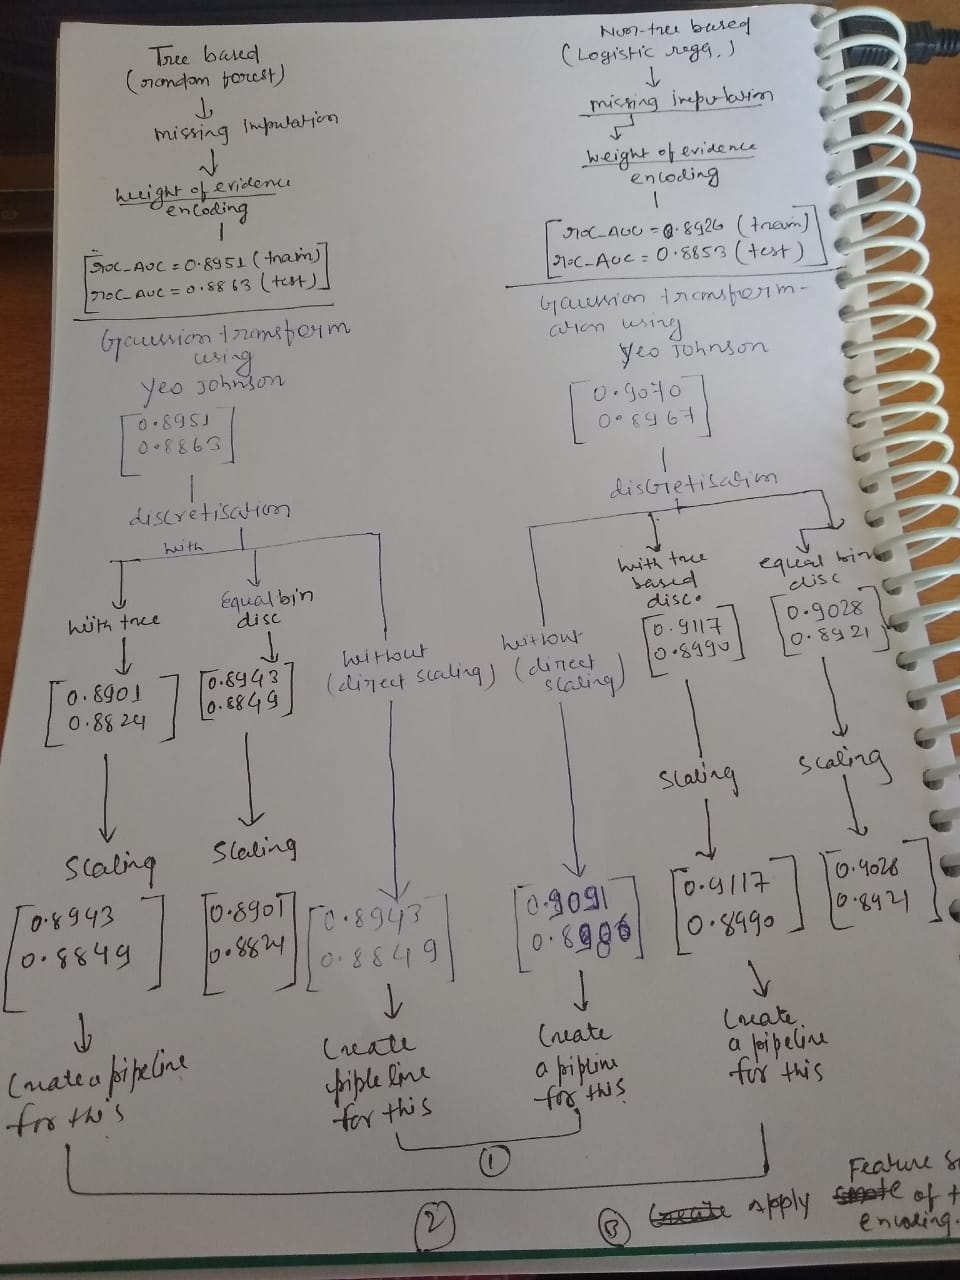 Tree based
(random forest)
missing imputation
weight of evidence
encoding
roc_AUC = 0.8951 (train)
roc_AUC = 0.8863 (test)
Gaussion transform
using
yeo Johnson
0.8951
0.8863
discretisation
with
with tree
0.8901
0.8824
Scaling
0.8943
0.8849
Create a pipeline
for this
Equal bin
disc
0.8943
0.8849
Scaling
0.8901
0.8824
without
(direct scaling)
0.8943
0.8849
Create
piple line
for this
Non-tree based
(Logistic regg.)
missing imputation
weight of evidence
encoding
roc_AUC = 0.8926 (train)
roc_AUC = 0.8853 (test)
Gaussion transform-
ation using
yeo Johnson
0.9070
0.8967
discretisation
without
(direct
scaling)
0.9091
Create
a pipline
for this
with tree
based
disc.
0.9117
0.8990
Scaling
0.9117
0.8990
Create
a pipeline
for this
equal bin
disc
0.9028
0.8921
Scaling
0.9028
0.8921
1
2
3 Create apply
Feature
of
encoding.